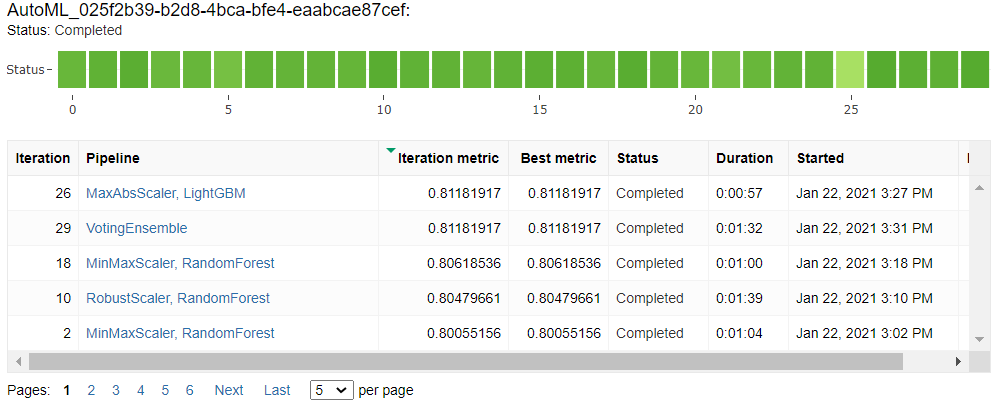 AutoML_025f2b39-b2d8-4bca-bfe4-eaabcae87cef:
Status: Completed
Status
0 5 10 15 20 25
Iteration Pipeline Iteration metric Best metric Status Duration Started
26 MaxAbsScaler, LightGBM 0.81181917 0.81181917 Completed 0:00:57 Jan 22, 2021 3:27 PM
29 VotingEnsemble 0.81181917 0.81181917 Completed 0:01:32 Jan 22, 2021 3:31 PM
18 MinMaxScaler, RandomForest 0.80618536 0.80618536 Completed 0:01:00 Jan 22, 2021 3:18 PM
10 RobustScaler, RandomForest 0.80479661 0.80479661 Completed 0:01:39 Jan 22, 2021 3:10 PM
2 MinMaxScaler, RandomForest 0.80055156 0.80055156 Completed 0:01:04 Jan 22, 2021 3:02 PM
Pages: 1 2 3 4 5 6 Next Last 5 per page